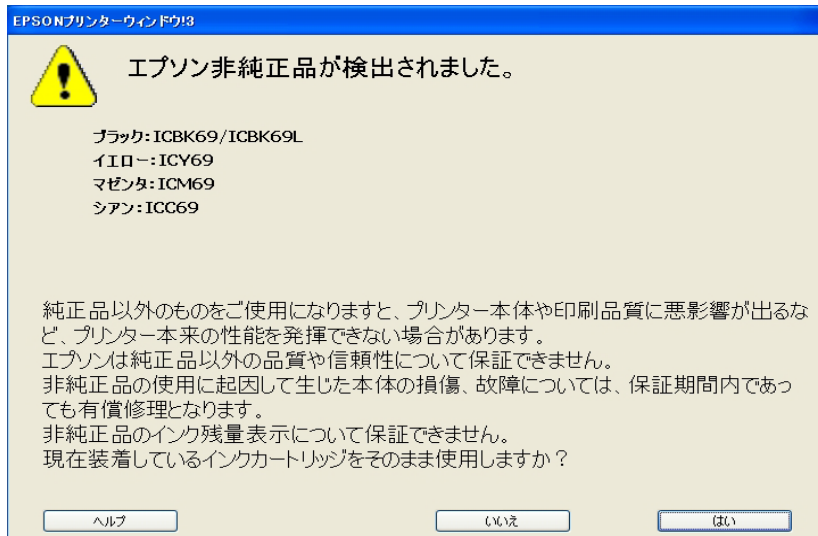 EPSONプリンターウィンドウ!3
エプソン非純正品が検出されました。
ブラック:ICBK69/ICBK69L
イエロー:ICY69
マゼンタ:ICM69
シアン:ICC69
純正品以外のものをご使用になりますと、プリンター本体や印刷品質に悪影響が出るな
ど、プリンター本来の性能を発揮できない場合があります。
エプソンは純正品以外の品質や信頼性について保証できません。
非純正品の使用に起因して生じた本体の損傷、故障については、保証期間内であっ
ても有償修理となります。
非純正品のインク残量表示について保証できません。
現在装着しているインクカートリッジをそのまま使用しますか？
ヘルプ いいえ はい